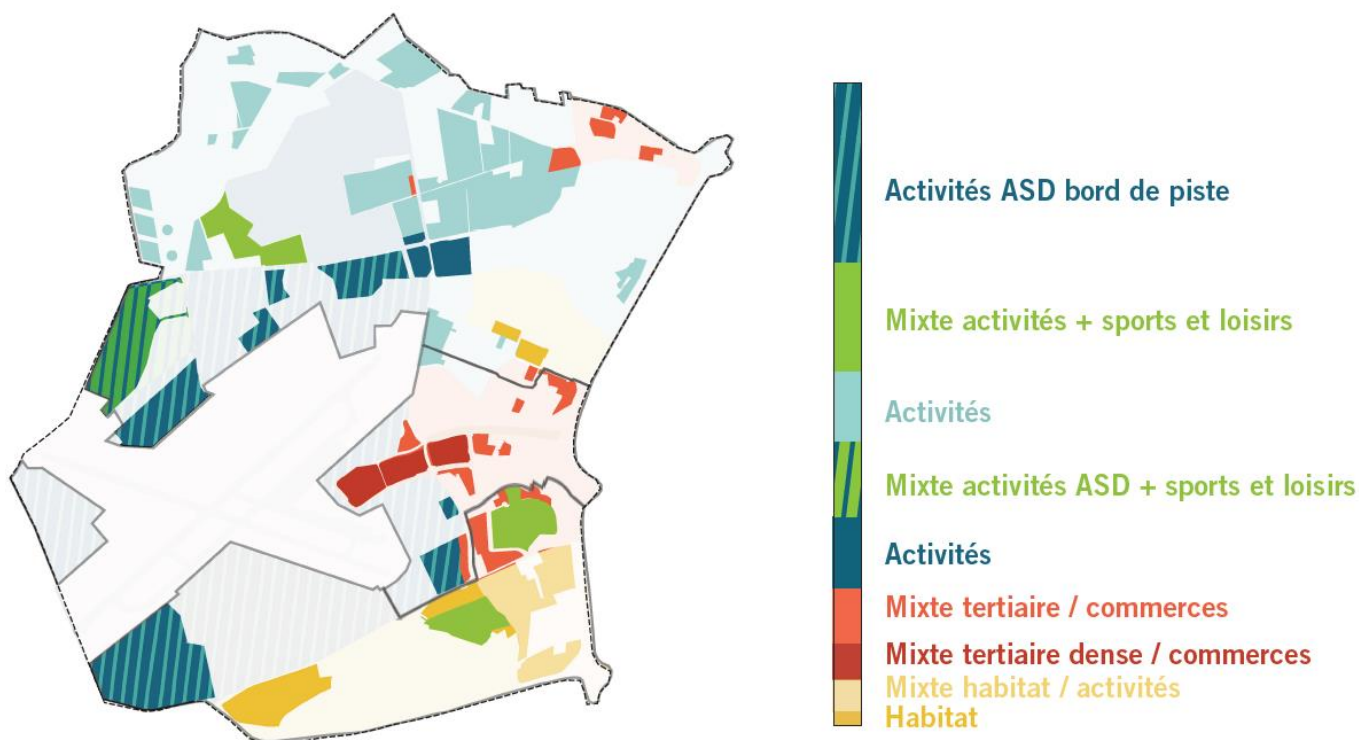 Activités ASD bord de piste
Mixte activités + sports et loisirs
Activités
Mixte activités ASD + sports et loisirs
Activités
Mixte tertiaire / commerces
Mixte tertiaire dense / commerces
Mixte habitat / activités
Habitat